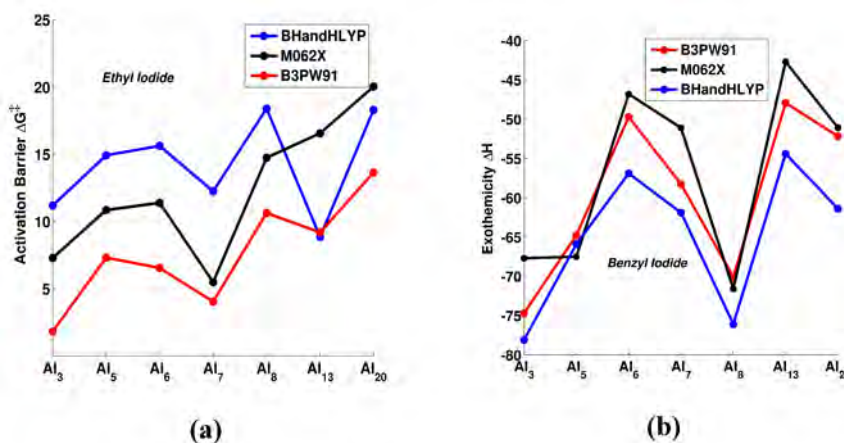 25
20
15
10
5
Activation Barrier ΔG‡
Ethyl Iodide
BHandHLYP
M062X
B3PW91
Al3 Al5 Al6 Al7 Al8 Al13 Al20
(a)
-40
-45
-50
-55
-60
-65
-70
-75
-80
Exothemicity ΔH
B3PW91
M062X
BHandHLYP
Benzyl Iodide
Al3 Al5 Al6 Al7 Al8 Al13 Al2
(b)